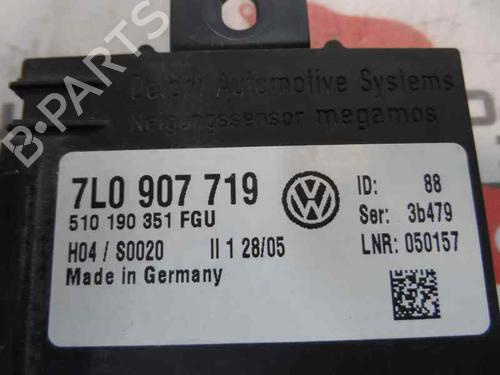 Delphi Automotive Systems
Neigungssensor megamos
7L0 907 719
510 190 351 FGU
H04 / S0020 II 1 28/05
Made in Germany
ID: 88
Ser: 3b479
LNR: 050157
B-PARTS